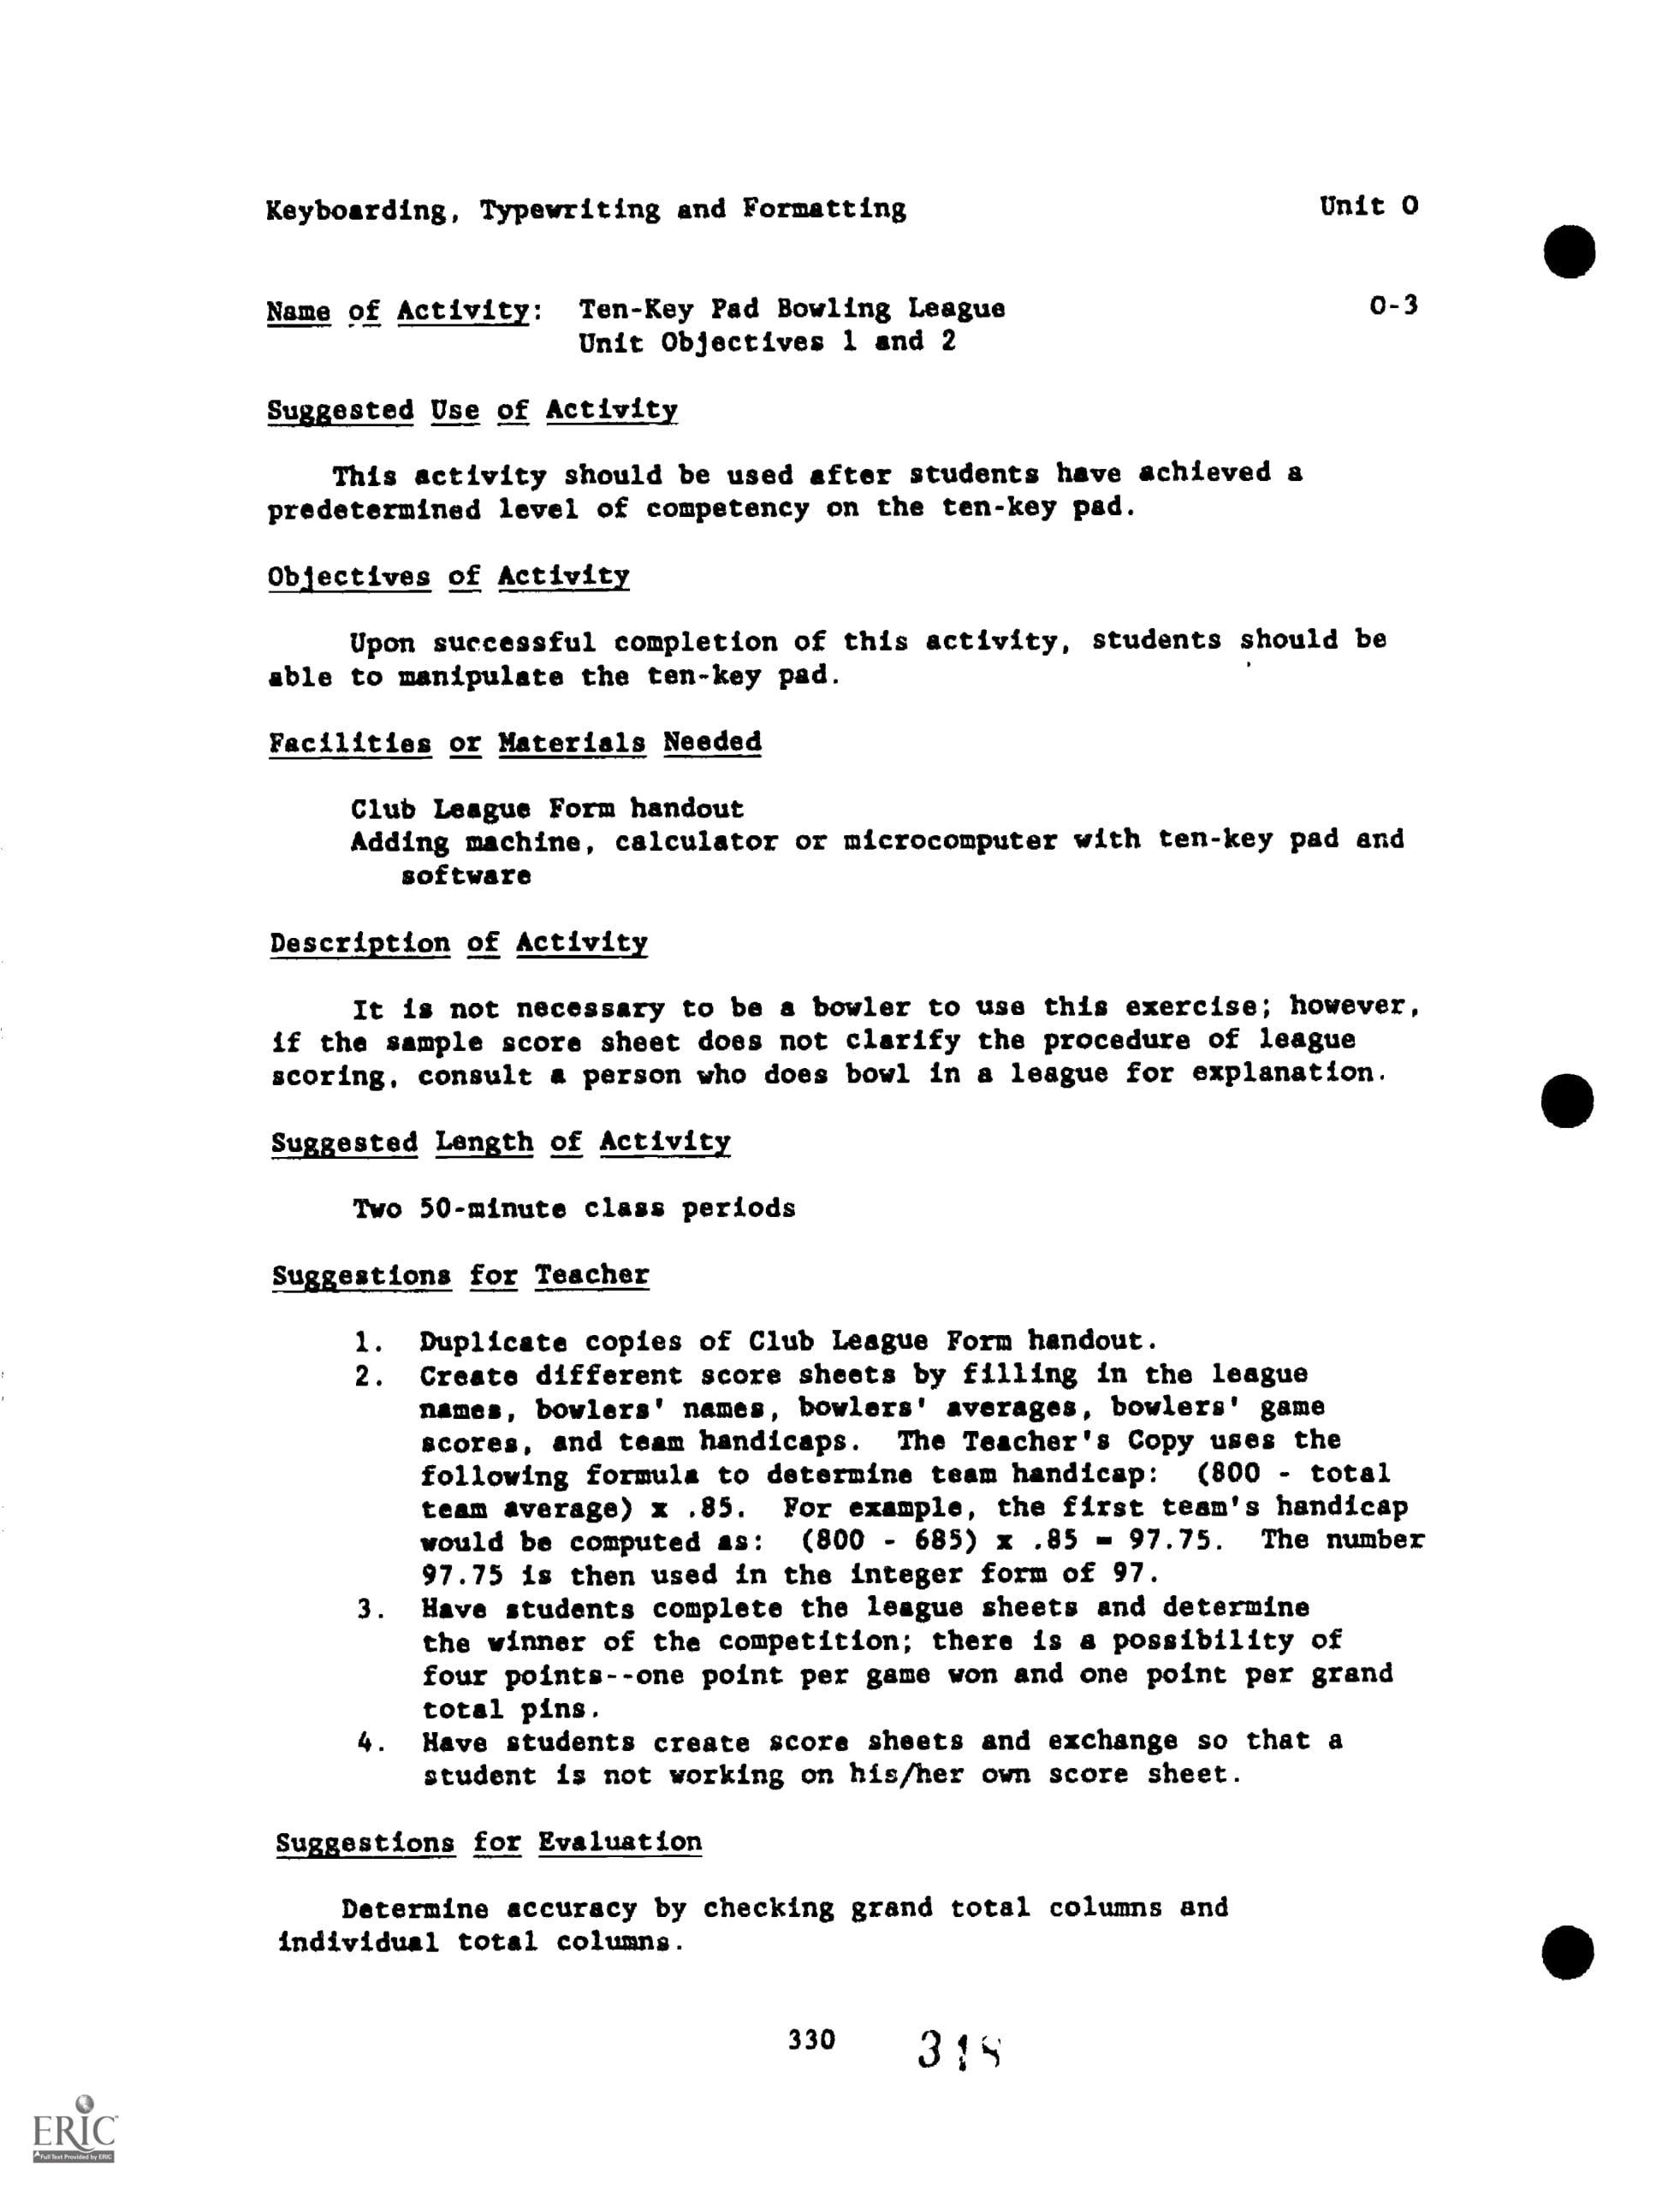 Keyboarding, Typewriting and Formatting Unit O
Name of Activity: Ten-Key Pad Bowling League O-3
Unit Objectives 1 and 2
Suggested Use of Activity
This activity should be used after students have achieved a
predetermined level of competency on the ten-key pad.
Objectives of Activity
Upon successful completion of this activity, students should be
able to manipulate the ten-key pad.
Facilities or Materials Needed
Club League Form handout
Adding machine, calculator or microcomputer with ten-key pad and
software
Description of Activity
It is not necessary to be a bowler to use this exercise; however,
if the sample score sheet does not clarify the procedure of league
scoring, consult a person who does bowl in a league for explanation.
Suggested Length of Activity
Two 50-minute class periods
Suggestions for Teacher
1. Duplicate copies of Club League Form handout.
2. Create different score sheets by filling in the league
names, bowlers' names, bowlers' averages, bowlers' game
scores, and team handicaps. The Teacher's Copy uses the
following formula to determine team handicap: (800 - total
team average) x .85. For example, the first team's handicap
would be computed as: (800 - 685) x .85 = 97.75. The number
97.75 is then used in the integer form of 97.
3. Have students complete the league sheets and determine
the winner of the competition; there is a possibility of
four points--one point per game won and one point per grand
total pins.
4. Have students create score sheets and exchange so that a
student is not working on his/her own score sheet.
Suggestions for Evaluation
Determine accuracy by checking grand total columns and
individual total columns.
330
ERIC
Full Text Provided by ERIC